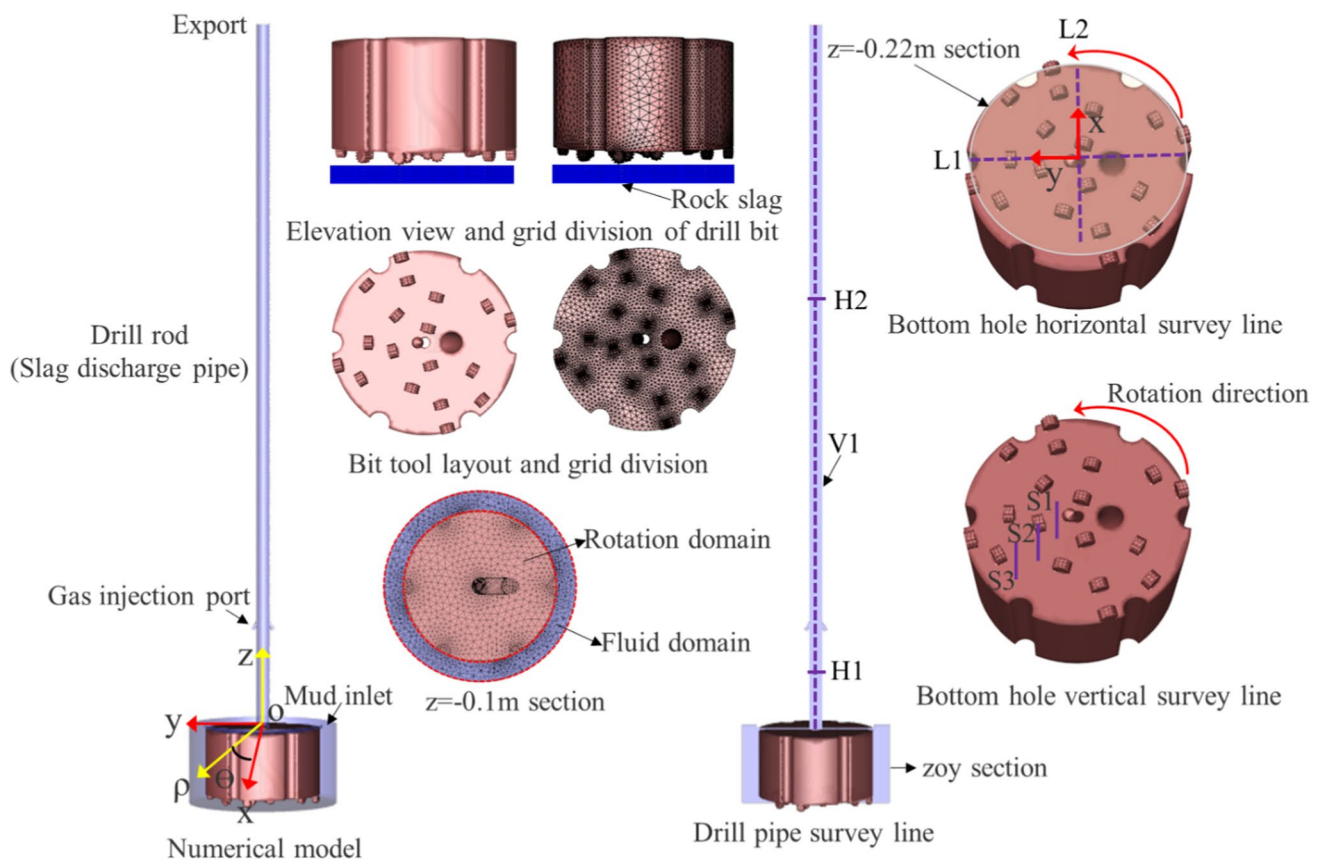 Export
Drill rod
(Slag discharge pipe)
Gas injection port
z
Mud inlet
o
y
ρ
Θ
x
Numerical model
Rock slag
Elevation view and grid division of drill bit
Bit tool layout and grid division
Rotation domain
Fluid domain
z=-0.1m section
H2
V1
H1
zoy section
Drill pipe survey line
L2
z=-0.22m section
x
L1
y
Bottom hole horizontal survey line
Rotation direction
S1
S2
S3
Bottom hole vertical survey line